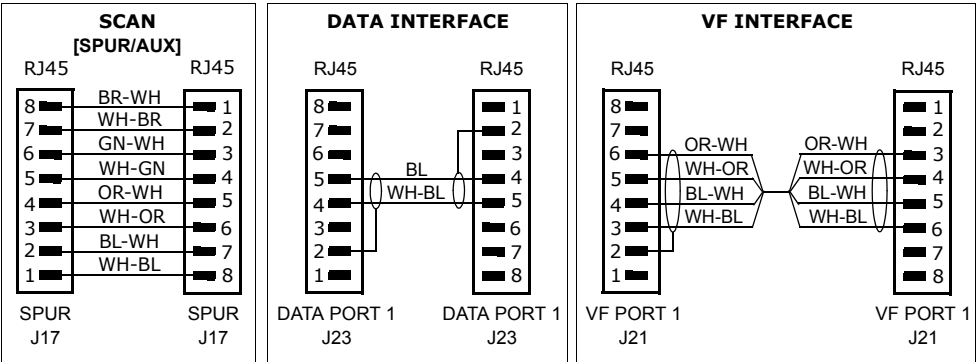 SCAN
[SPUR/AUX]
RJ45 RJ45
8 BR-WH 1
7 WH-BR 2
6 GN-WH 3
5 WH-GN 4
4 OR-WH 5
3 WH-OR 6
2 BL-WH 7
1 WH-BL 8
SPUR SPUR
J17 J17
DATA INTERFACE
RJ45 RJ45
8 1
7 2
6 3
5 BL 4
4 WH-BL 5
3 6
2 7
1 8
DATA PORT 1 DATA PORT 1
J23 J23
VF INTERFACE
RJ45 RJ45
8 1
7 2
6 OR-WH OR-WH 3
5 WH-OR WH-OR 4
4 BL-WH BL-WH 5
3 WH-BL WH-BL 6
2 7
1 8
VF PORT 1 VF PORT 1
J21 J21